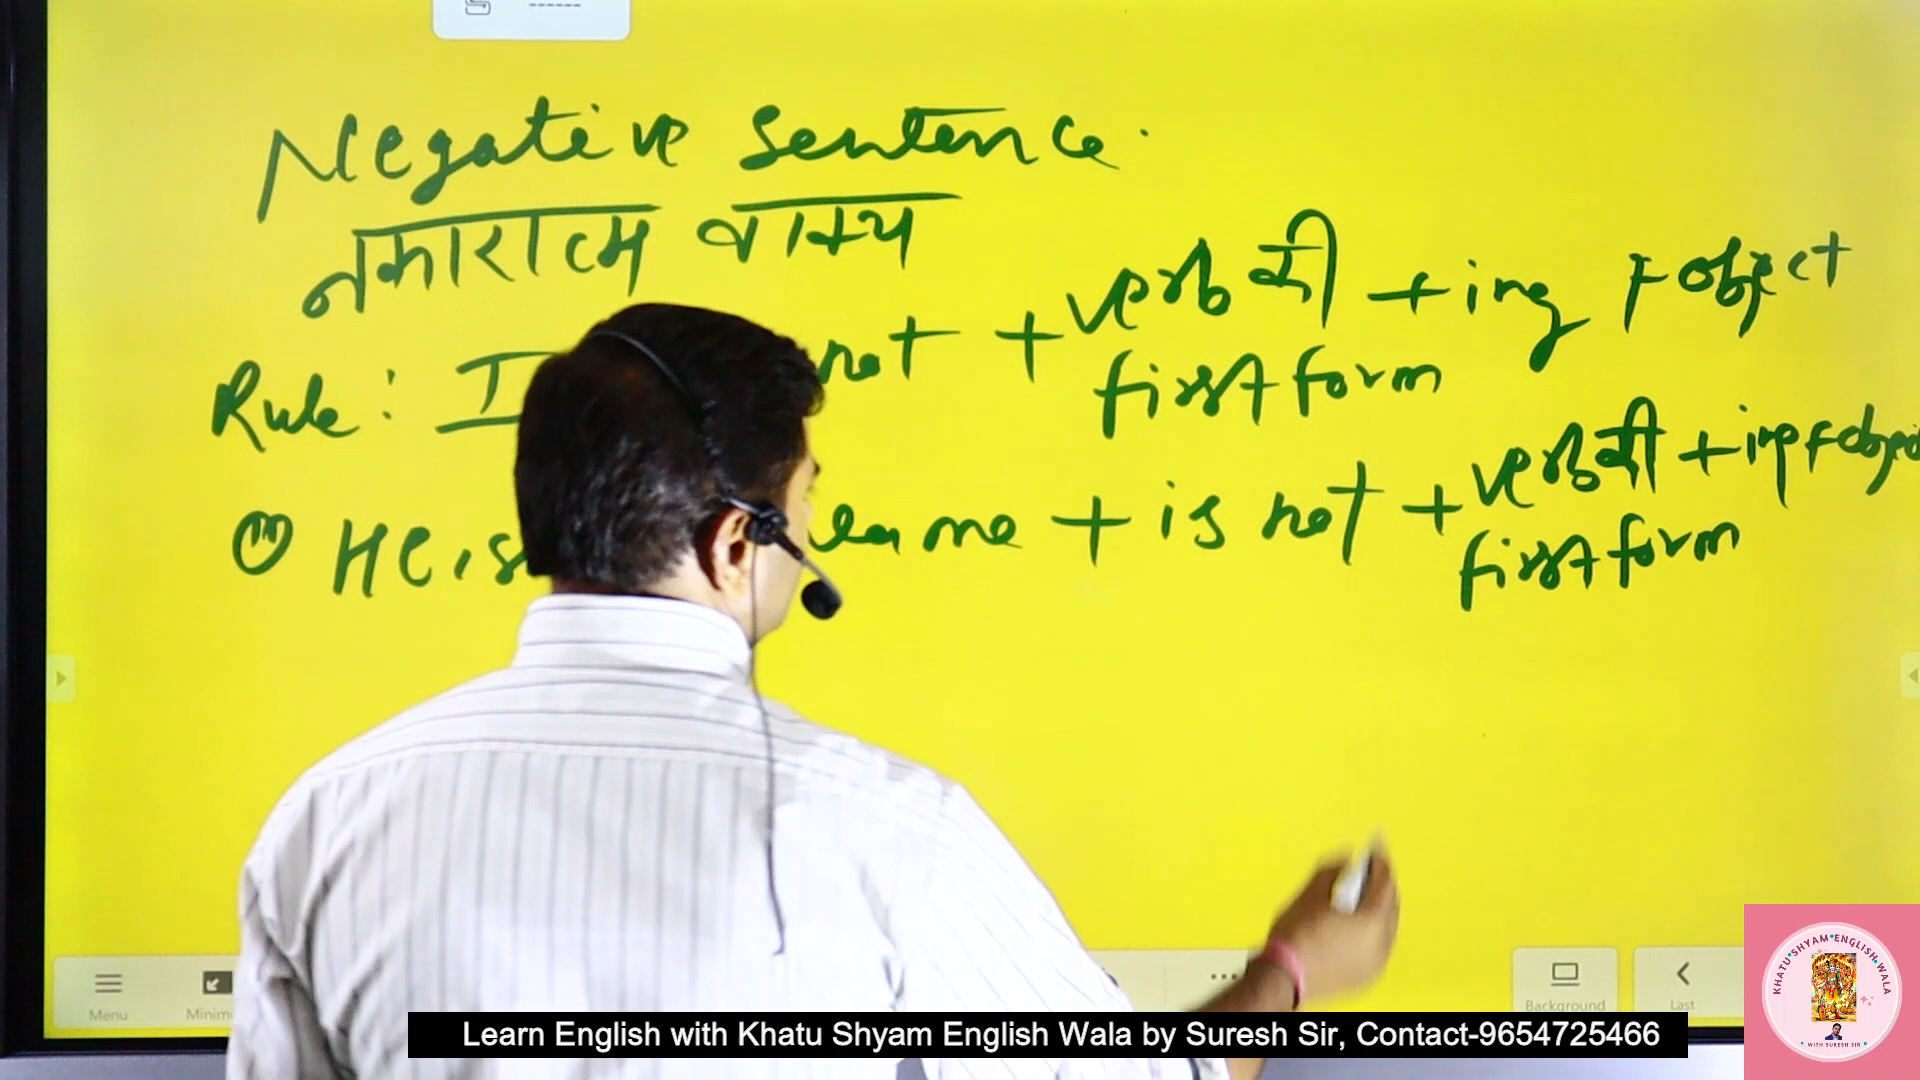 Negative Sentence.
नकारात्म वाक्य
Rule: I not + verb की + ing + object
first form
(11) He, s name + is not + verb की + ing + object
first form
Menu
Background
Last
Learn English with Khatu Shyam English Wala by Suresh Sir, Contact-9654725466
KHATU SHYAM ENGLISH WALA
WITH SURESH SIR